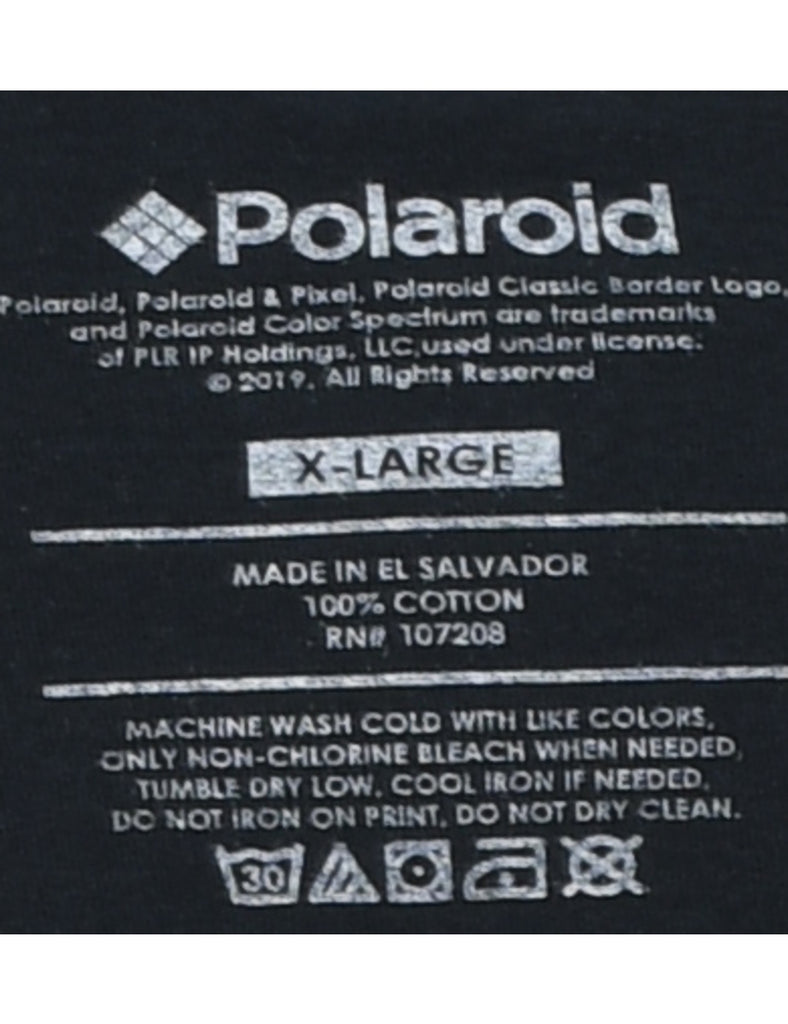 Polaroid
Polaroid, Polaroid & Pixel, Polaroid Classic Border Logo,
and Polaroid Color Spectrum are trademarks
of PLR IP Holdings, LLC,used under license.
© 2019. All Rights Reserved
X-LARGE
MADE IN EL SALVADOR
100% COTTON
RN# 107208
MACHINE WASH COLD WITH LIKE COLORS,
ONLY NON-CHLORINE BLEACH WHEN NEEDED,
TUMBLE DRY LOW, COOL IRON IF NEEDED,
DO NOT IRON ON PRINT, DO NOT DRY CLEAN.
30